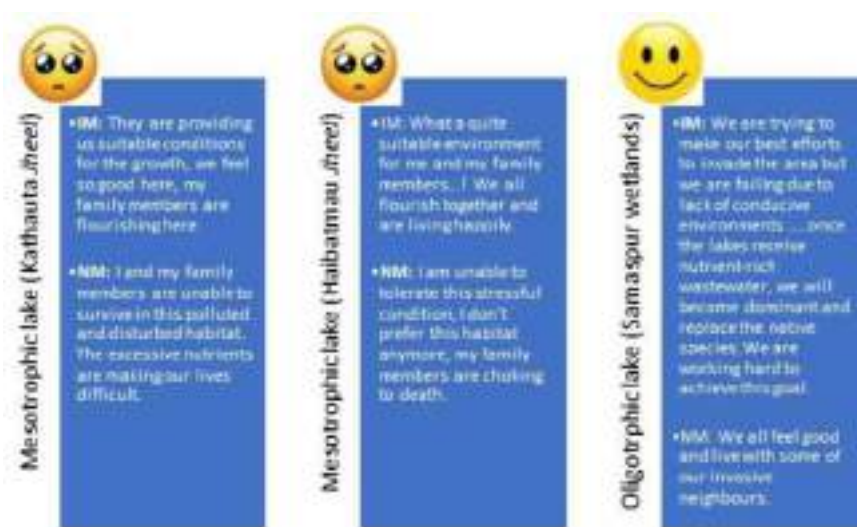 Mesotrophic lake (Kathauta Jheel)
•IM: They are providing
us suitable conditions
for the growth, we feel
so good here, my
family members are
flourishing here
•NM: I and my family
members are unable to
survive in this polluted
and disturbed habitat.
The excessive nutrients
are making our lives
difficult.
Mesotrophic lake (Haibatmau Jheel)
•IM: What a quite
suitable environment
for me and my family
members..! We all
flourish together and
are living happily.
•NM: I am unable to
tolerate this stressful
condition, I don't
prefer this habitat
anymore, my family
members are choking
to death.
Oligotrphic lake (Samaspur wetlands)
•IM: We are trying to
make our best efforts
to invade the area but
we are failing due to
lack of conducive
environments .... once
the lakes receive
nutrient-rich
wastewater, we will
become dominant and
replace the native
species. We are
working hard to
achieve this goal
•NM: We all feel good
and live with some of
our invasive
neighbours.